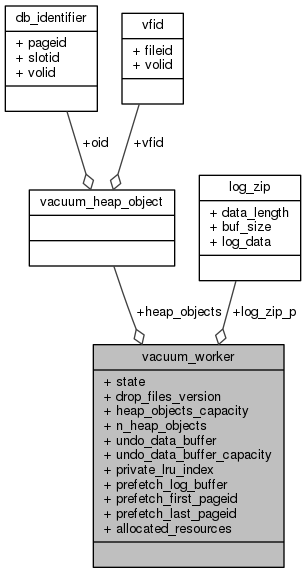 db_identifier
+ pageid
+ slotid
+ volid
vfid
+ fileid
+ volid
+oid
+vfid
vacuum_heap_object
log_zip
+ data_length
+ buf_size
+ log_data
+heap_objects
+log_zip_p
vacuum_worker
+ state
+ drop_files_version
+ heap_objects_capacity
+ n_heap_objects
+ undo_data_buffer
+ undo_data_buffer_capacity
+ private_lru_index
+ prefetch_log_buffer
+ prefetch_first_pageid
+ prefetch_last_pageid
+ allocated_resources